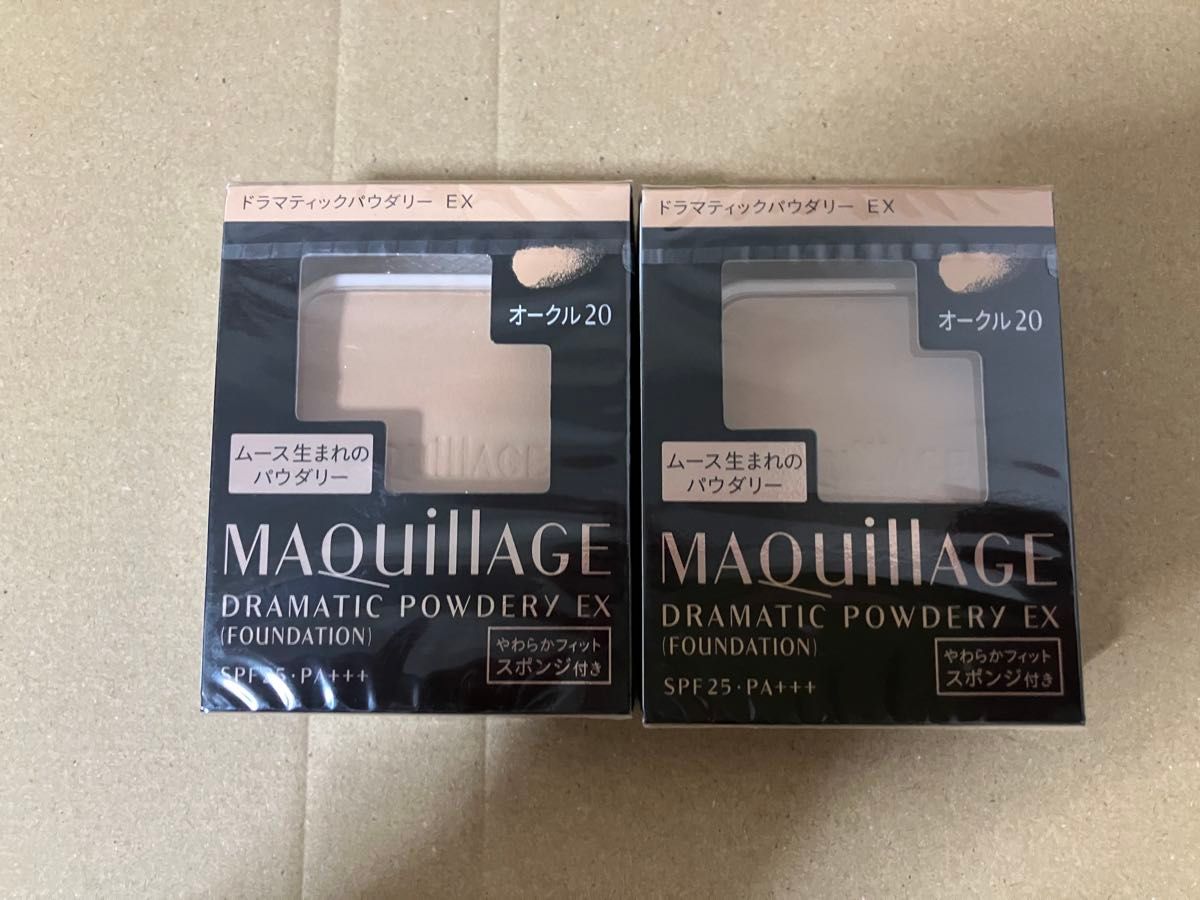 ドラマティックパウダリー EX
オークル20
ムース生まれの
パウダリー
MAQuillAGE
DRAMATIC POWDERY EX
(FOUNDATION)
SPF25・PA+++
やわらかフィット
スポンジ付き
ドラマティックパウダリー EX
オークル20
ムース生まれの
パウダリー
MAQuillAGE
DRAMATIC POWDERY EX
(FOUNDATION)
SPF25・PA+++
やわらかフィット
スポンジ付き